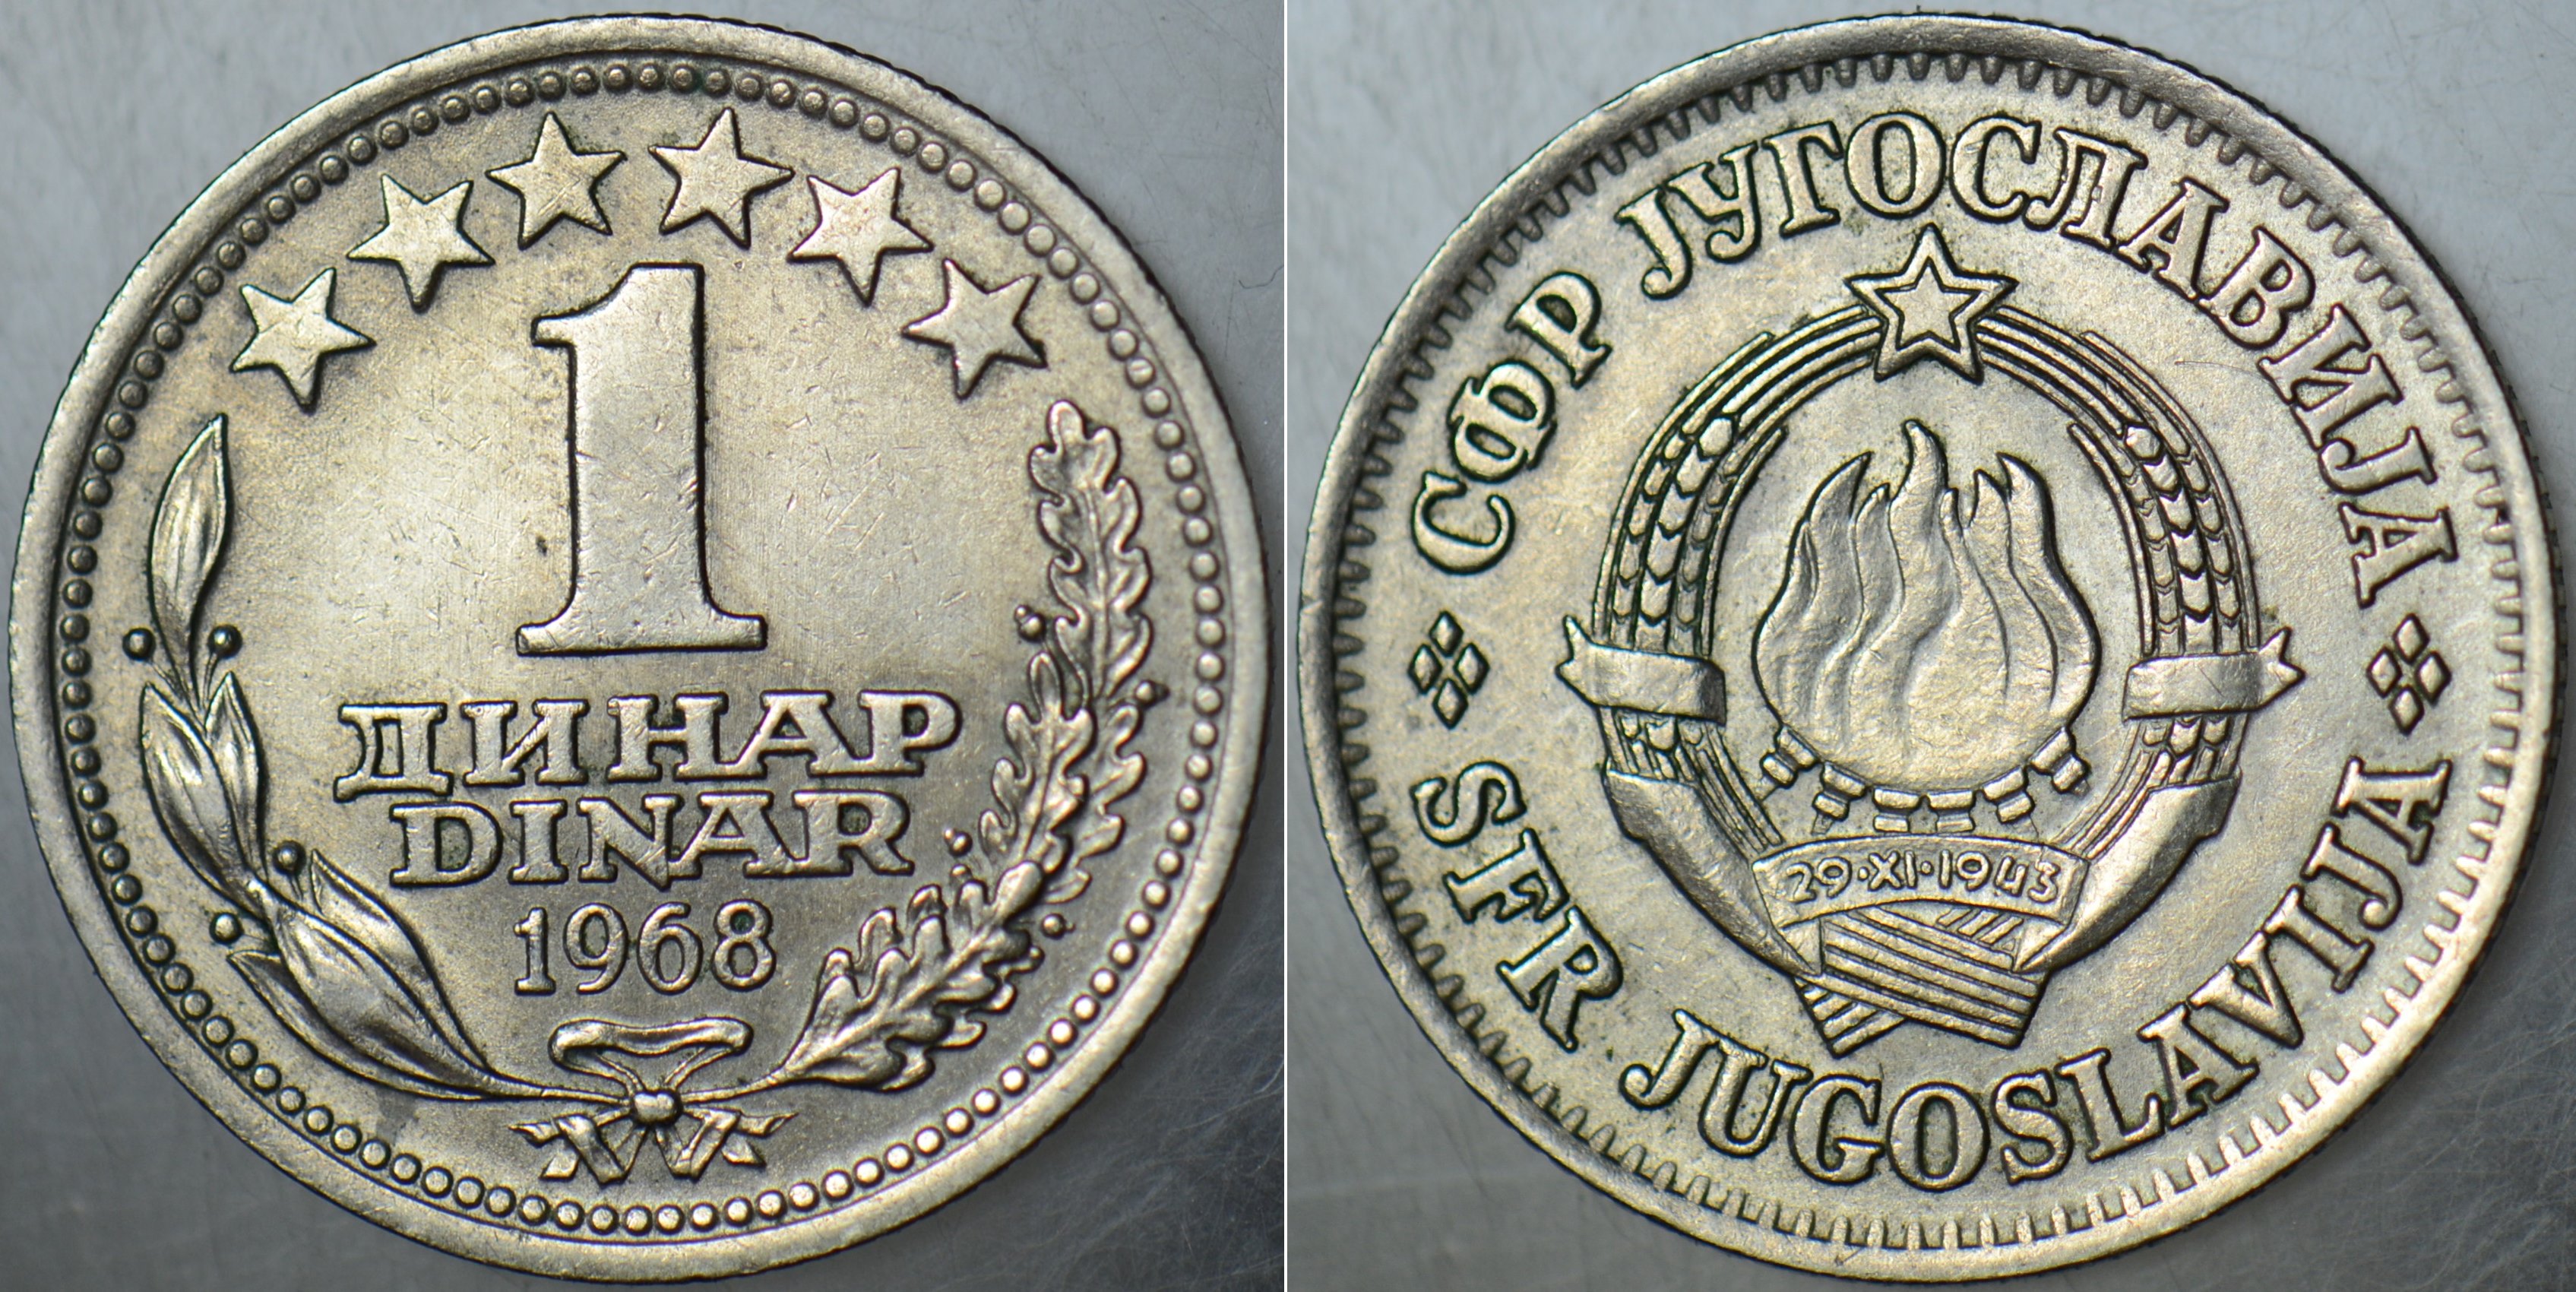 1
ДИНАР
DINAR
1968
СФР ЈУГОСЛАВИЈА
29·XI·1943
SFR JUGOSLAVIJA